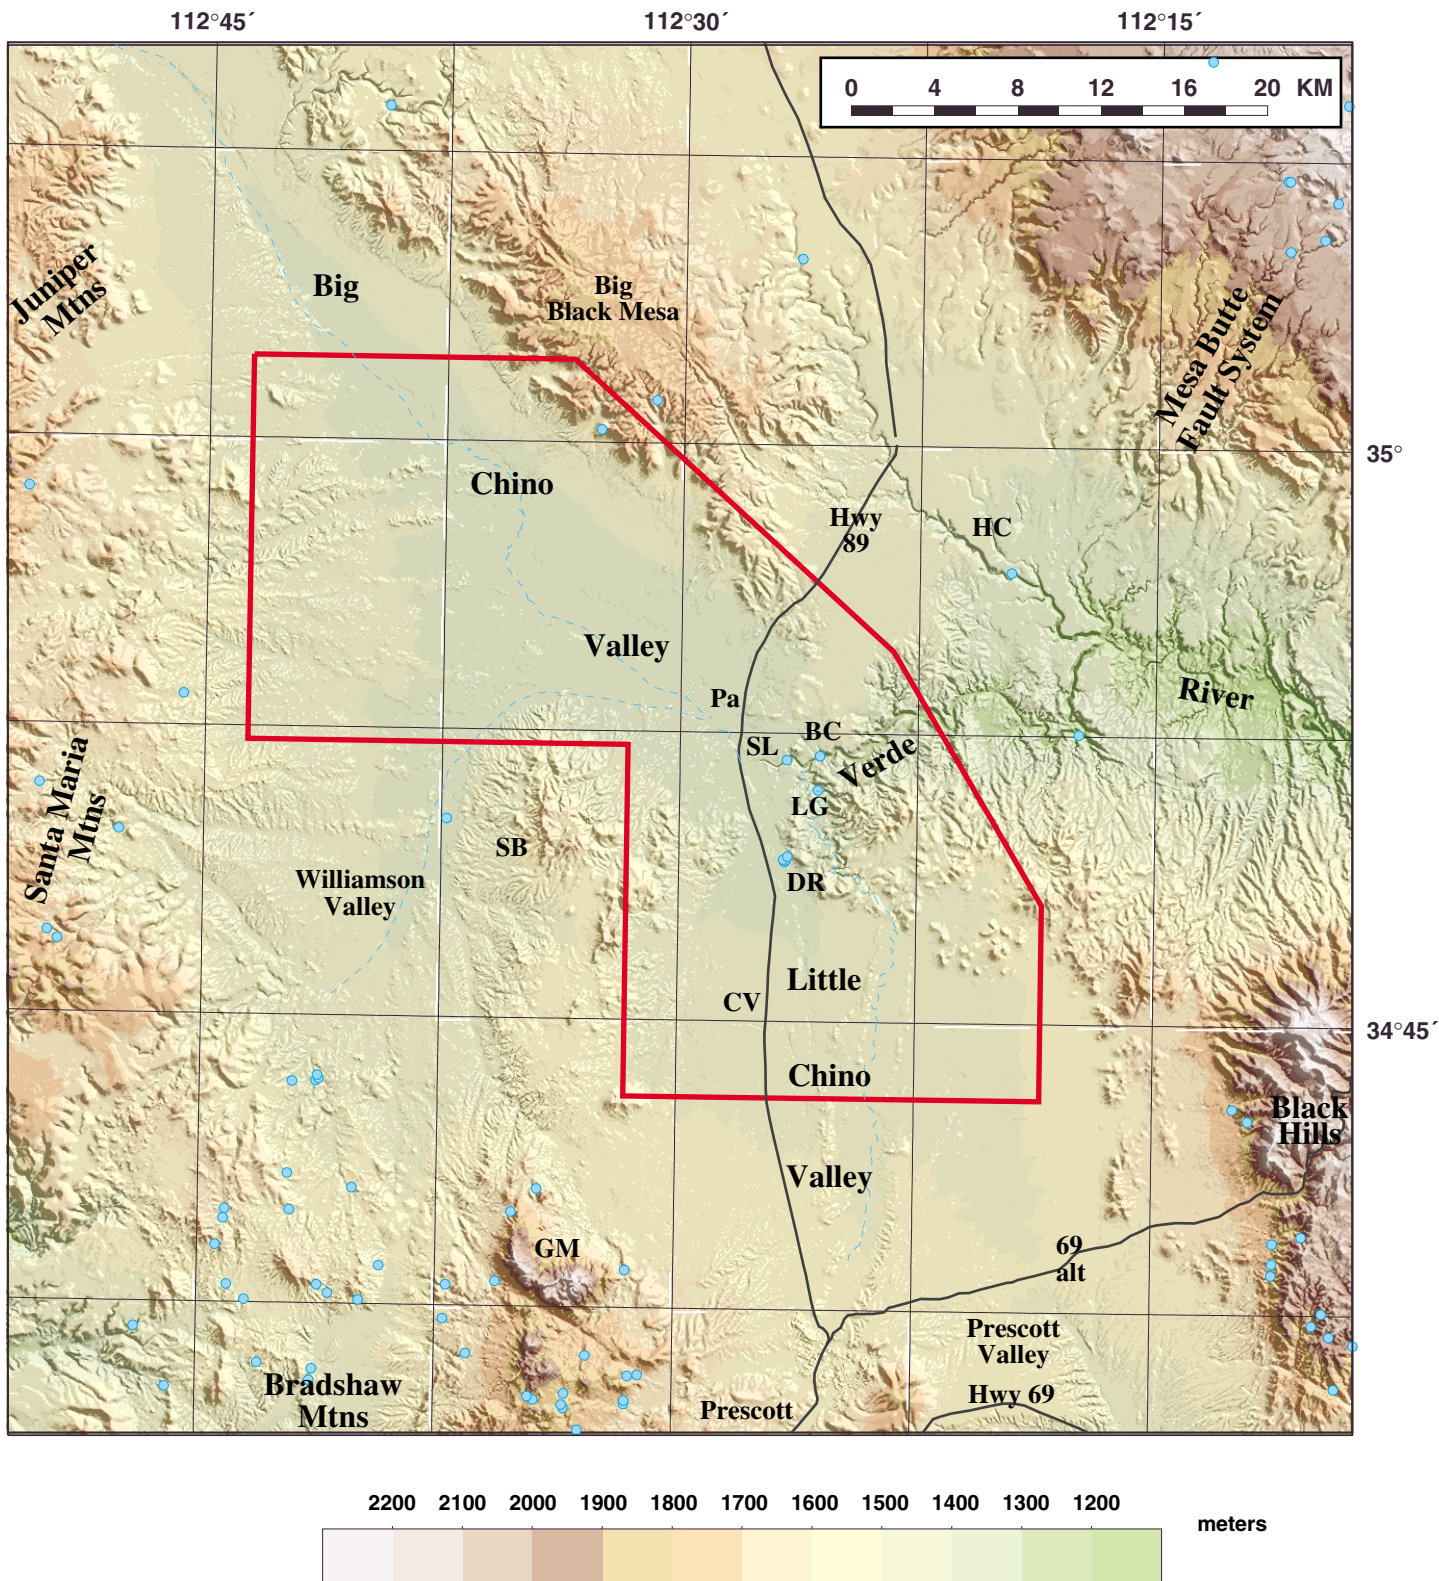 112°45´
112°30´
112°15´
0 4 8 12 16 20 KM
Juniper
Mtns
Big
Big
Black Mesa
Mesa Butte
Fault System
35°
Chino
Hwy
89
HC
Valley
Pa
River
SL
BC
Verde
LG
Santa Maria
Mtns
SB
DR
Williamson
Valley
Little
CV
34°45´
Chino
Black
Hills
Valley
GM
69
alt
Prescott
Valley
Hwy 69
Bradshaw
Mtns
Prescott
2200 2100 2000 1900 1800 1700 1600 1500 1400 1300 1200
meters